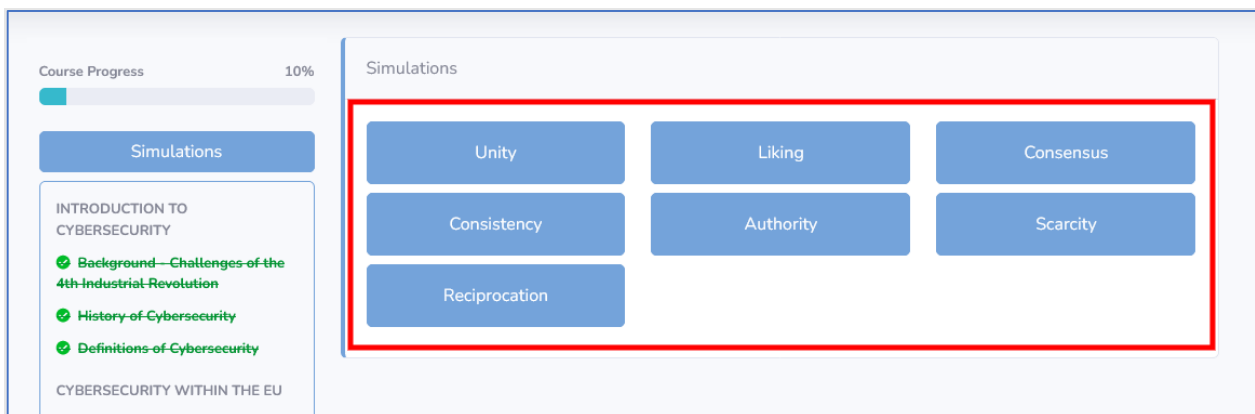 Course Progress 10%
Simulations
INTRODUCTION TO
CYBERSECURITY
Background - Challenges of the
4th Industrial Revolution
History of Cybersecurity
Definitions of Cybersecurity
CYBERSECURITY WITHIN THE EU
Simulations
Unity Liking Consensus
Consistency Authority Scarcity
Reciprocation